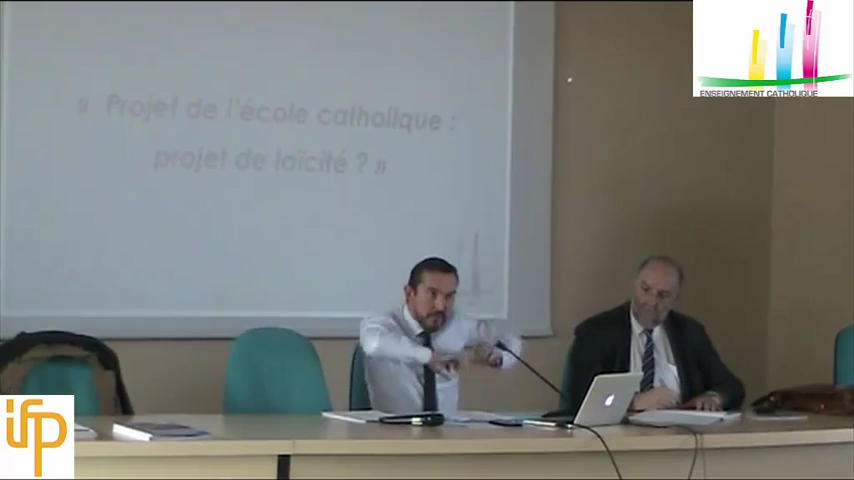 « Projet de l'école catholique :
projet de laïcité ? »
ENSEIGNEMENT CATHOLIQUE
ifp